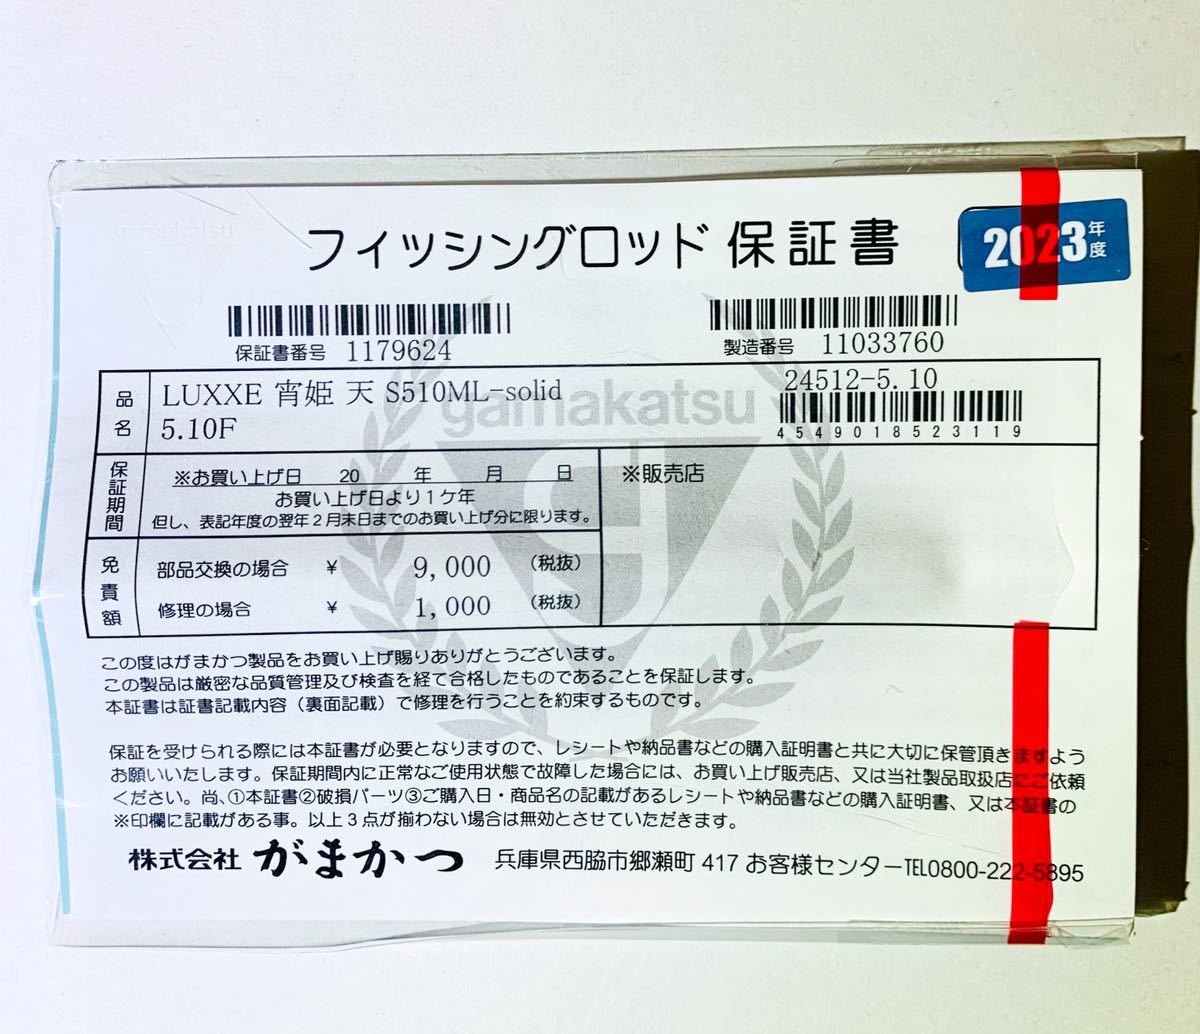 フィッシングロッド 保証書
2023年度
保証書番号 1179624
製造番号 11033760
品名
LUXXE 宵姫 天 S510ML-solid
5.10F
24512-5.10
4549018523119
gamakatsu
保証期間
※お買い上げ日 20 年 月 日
お買い上げ日より1ケ年
但し、表記年度の翌年2月末日までのお買い上げ分に限ります。
※販売店
免責額
部品交換の場合 ¥ 9,000 (税抜)
修理の場合 ¥ 1,000 (税抜)
この度はがまかつ製品をお買い上げ賜りありがとうございます。
この製品は厳密な品質管理及び検査を経て合格したものであることを保証します。
本証書は証書記載内容(裏面記載)で修理を行うことを約束するものです。
保証を受けられる際には本証書が必要となりますので、レシートや納品書などの購入証明書と共に大切に保管頂きますよう
お願いいたします。保証期間内に正常なご使用状態で故障した場合には、お買い上げ販売店、又は当社製品取扱店にご依頼
ください。尚、①本証書②破損パーツ③ご購入日・商品名の記載があるレシートや納品書などの購入証明書、又は本証書の
※印欄に記載がある事。以上3点が揃わない場合は無効とさせていただきます。
株式会社 がまかつ 兵庫県西脇市郷瀬町 417 お客様センターTEL0800-222-5895